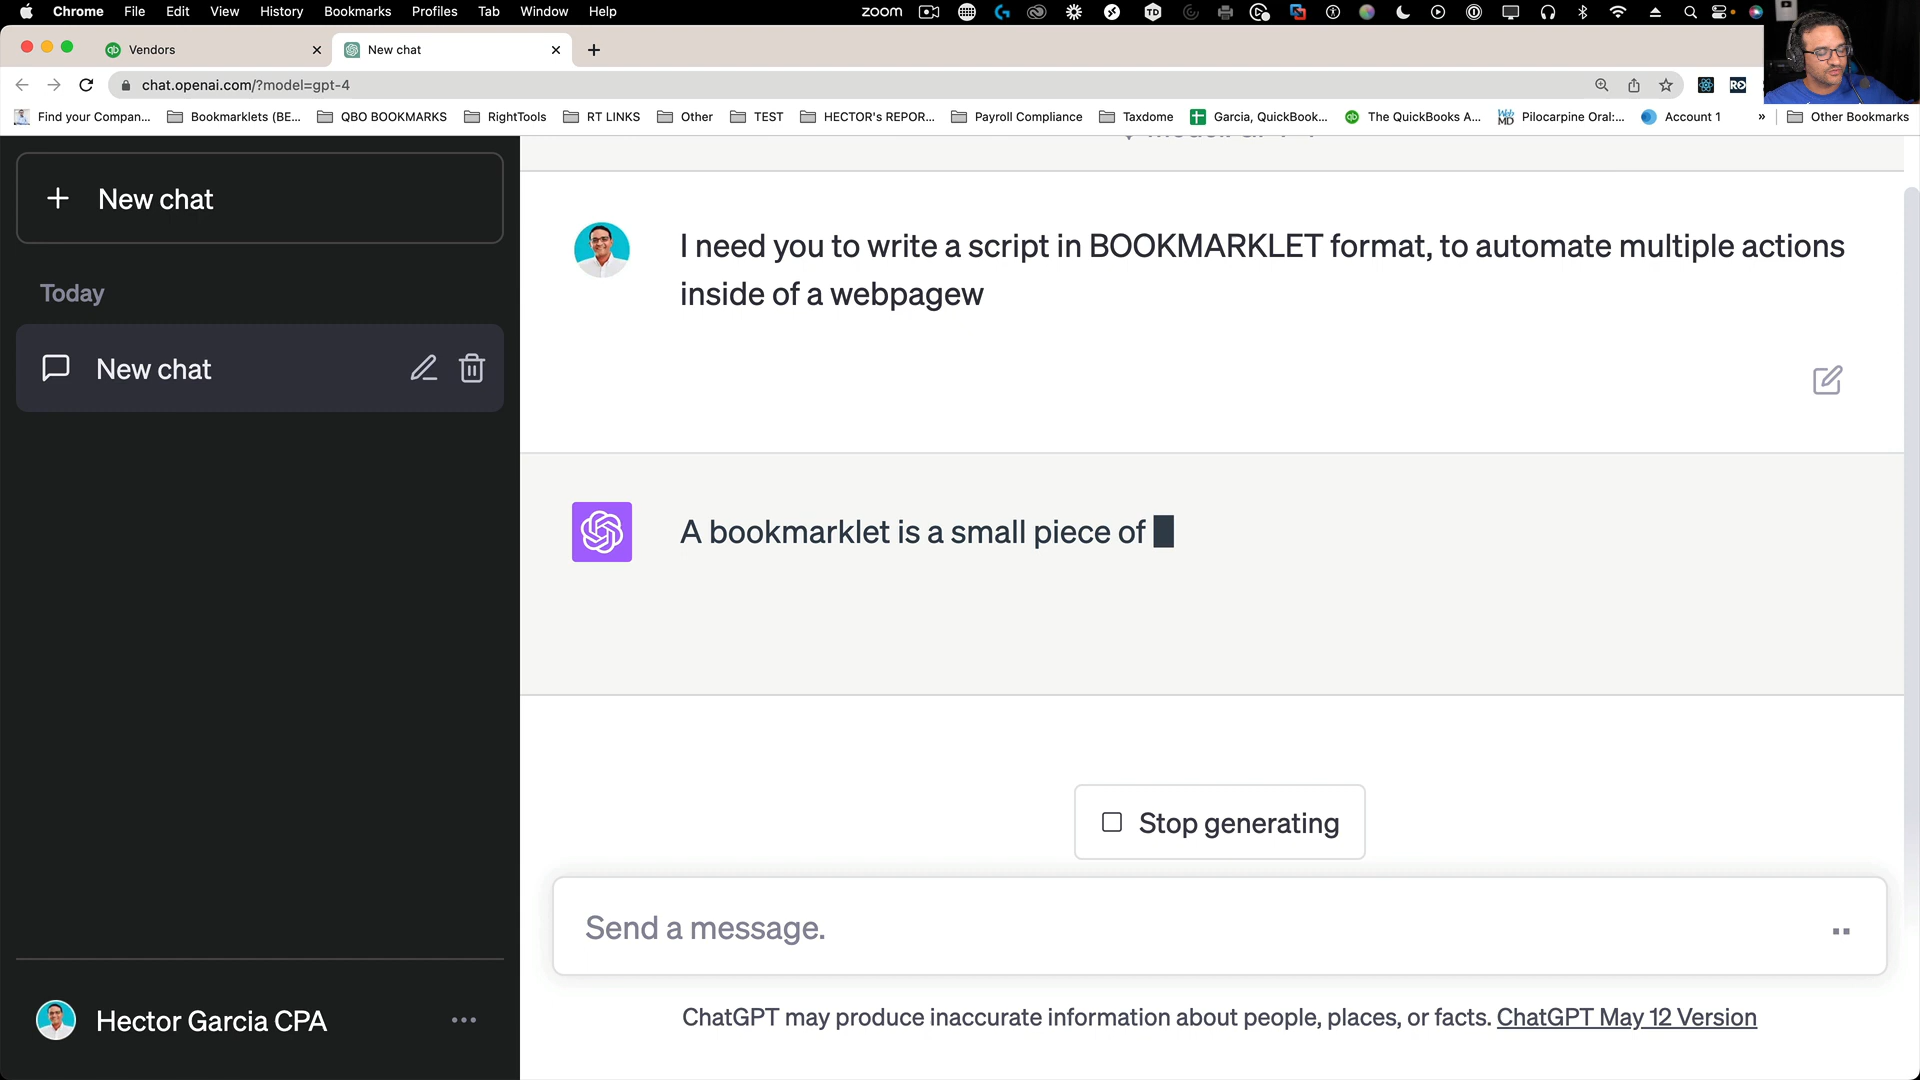 Chrome File Edit View History Bookmarks Profiles Tab Window Help zoom TD
Vendors New chat
chat.openai.com/?model=gpt-4
Find your Compan... Bookmarklets (BE... QBO BOOKMARKS RightTools RT LINKS Other TEST HECTOR's REPOR... Payroll Compliance Taxdome Garcia, QuickBook... The QuickBooks A... Pilocarpine Oral:... Account 1 » Other Bookmarks
New chat
Today
New chat
I need you to write a script in BOOKMARKLET format, to automate multiple actions
inside of a webpagew
A bookmarklet is a small piece of
Stop generating
Send a message.
Hector Garcia CPA
ChatGPT may produce inaccurate information about people, places, or facts. ChatGPT May 12 Version